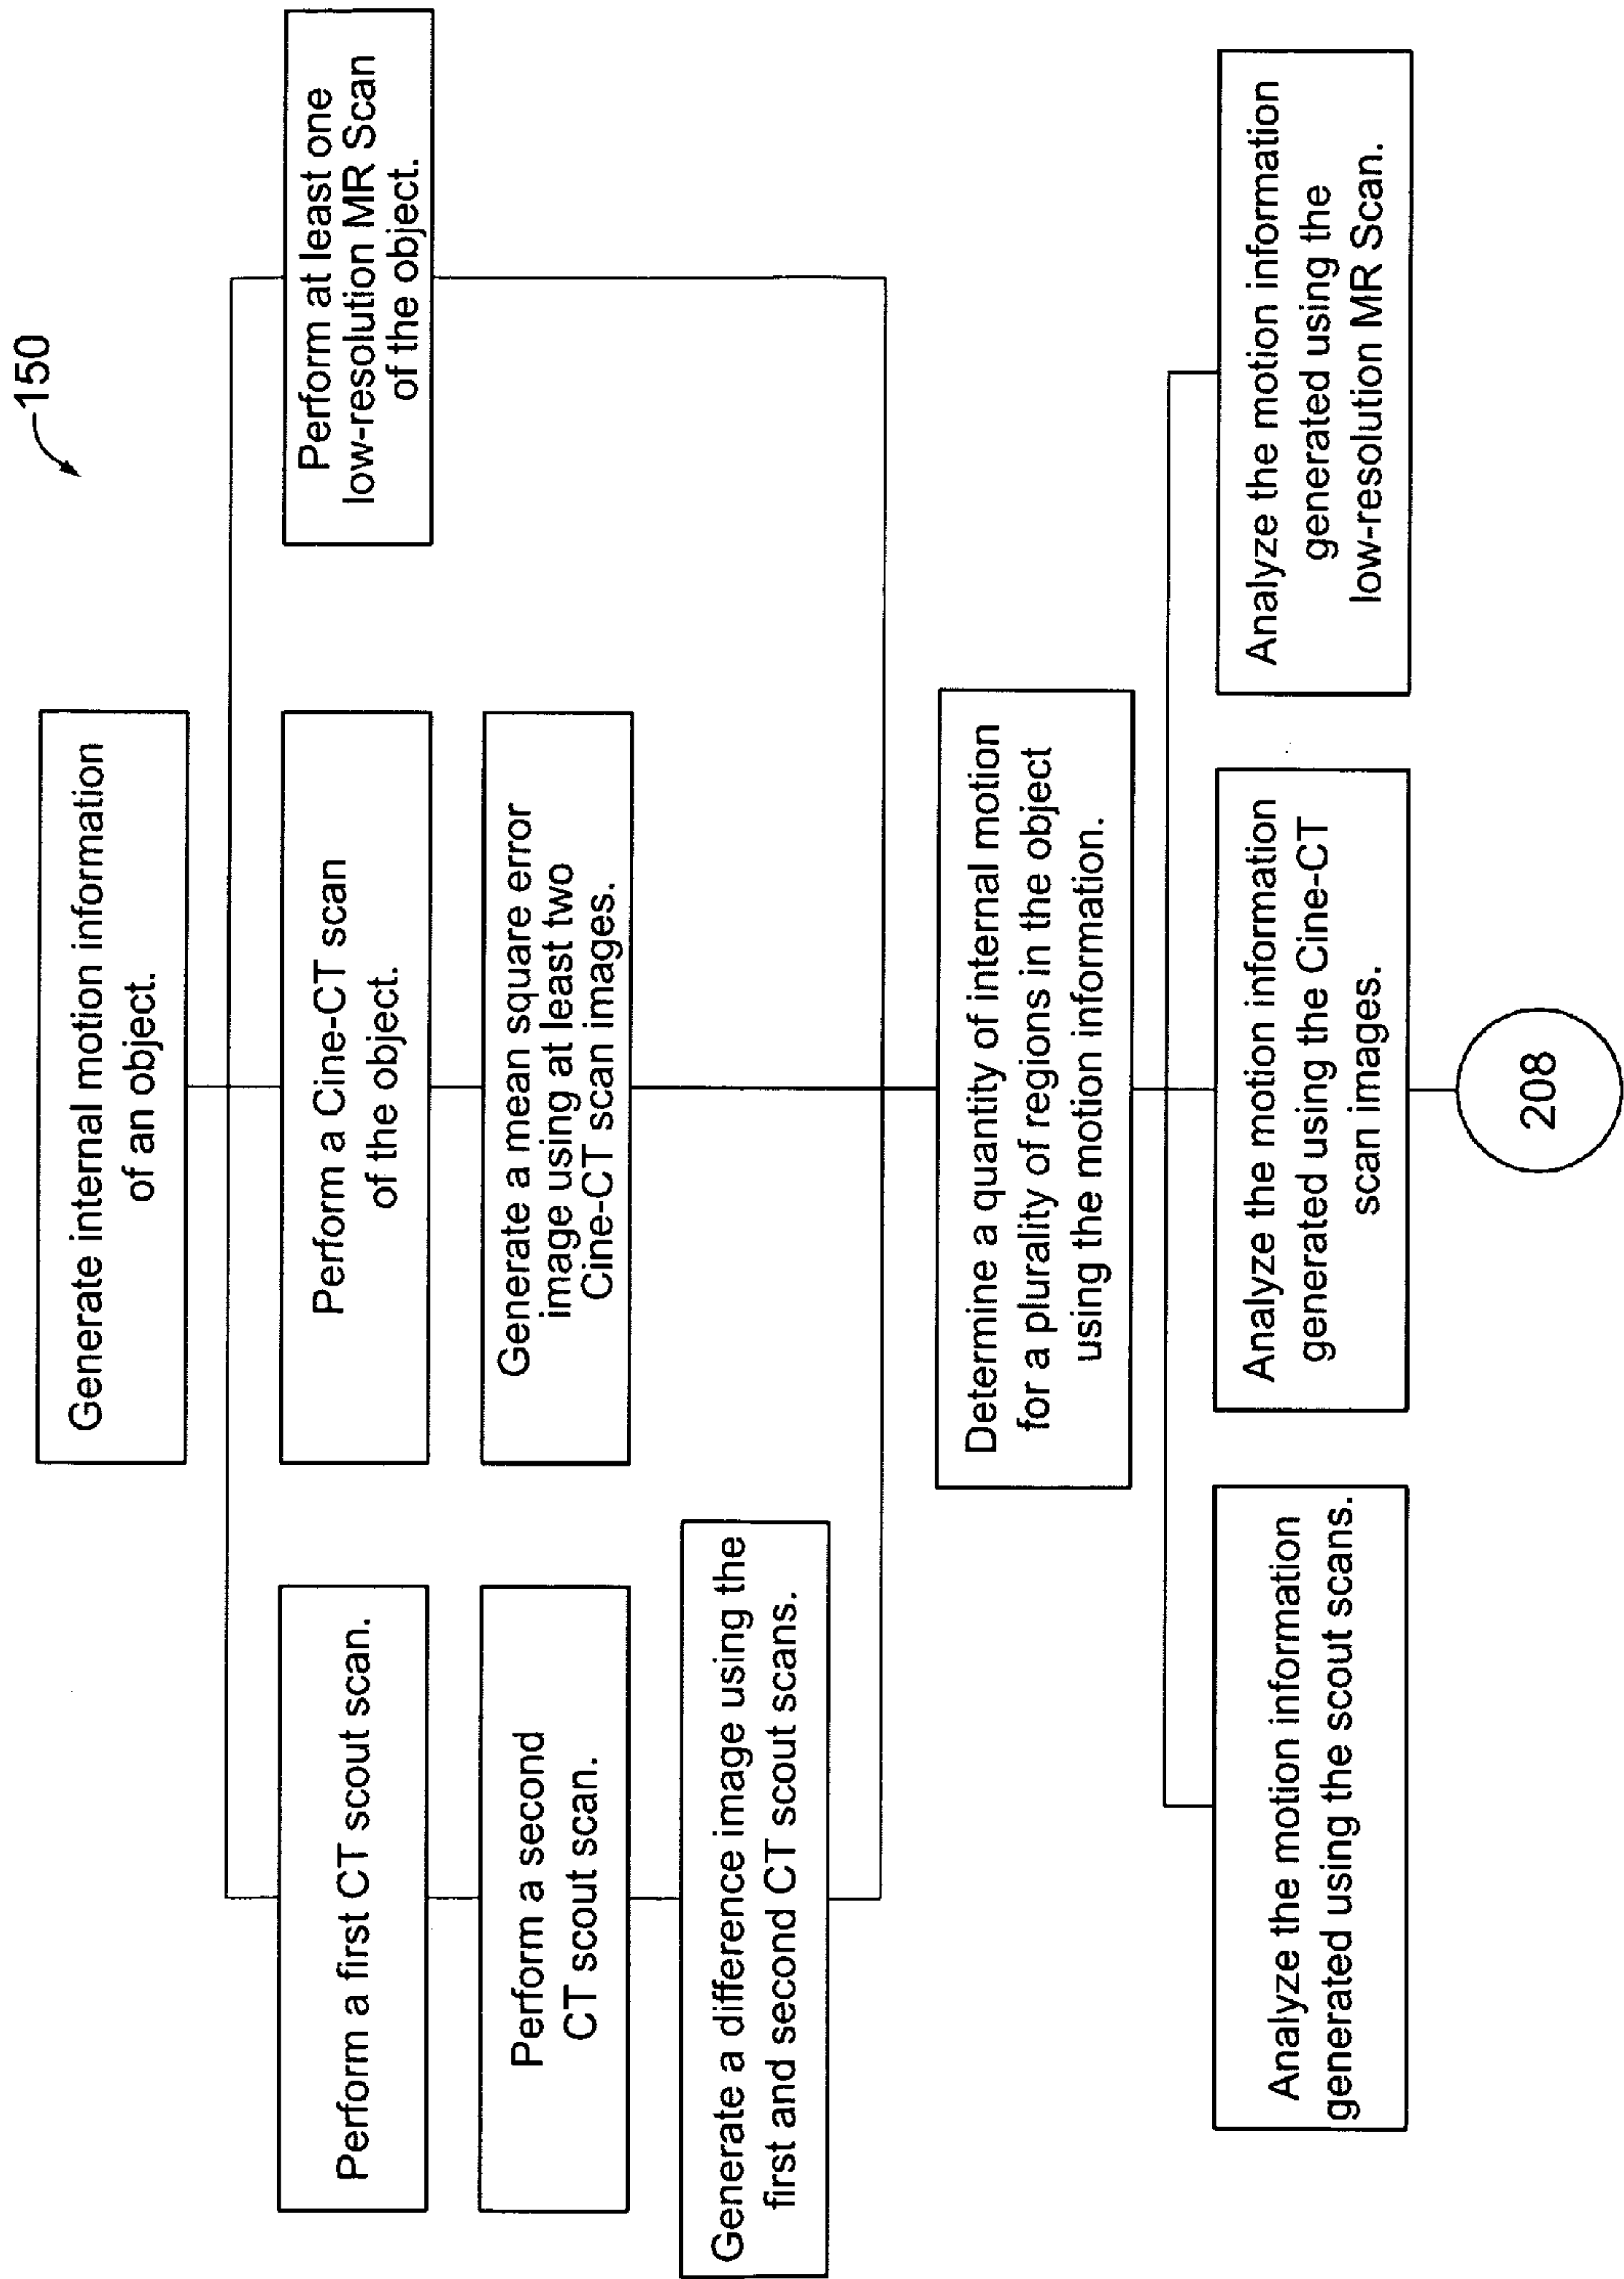 150
Generate internal motion information
of an object.
Perform a first CT scout scan.
Perform a second
CT scout scan.
Generate a difference image using the
first and second CT scout scans.
Perform a Cine-CT scan
of the object.
Generate a mean square error
image using at least two
Cine-CT scan images.
Perform at least one
low-resolution MR Scan
of the object.
Determine a quantity of internal motion
for a plurality of regions in the object
using the motion information.
Analyze the motion information
generated using the scout scans.
Analyze the motion information
generated using the Cine-CT
scan images.
Analyze the motion information
generated using the
low-resolution MR Scan.
208